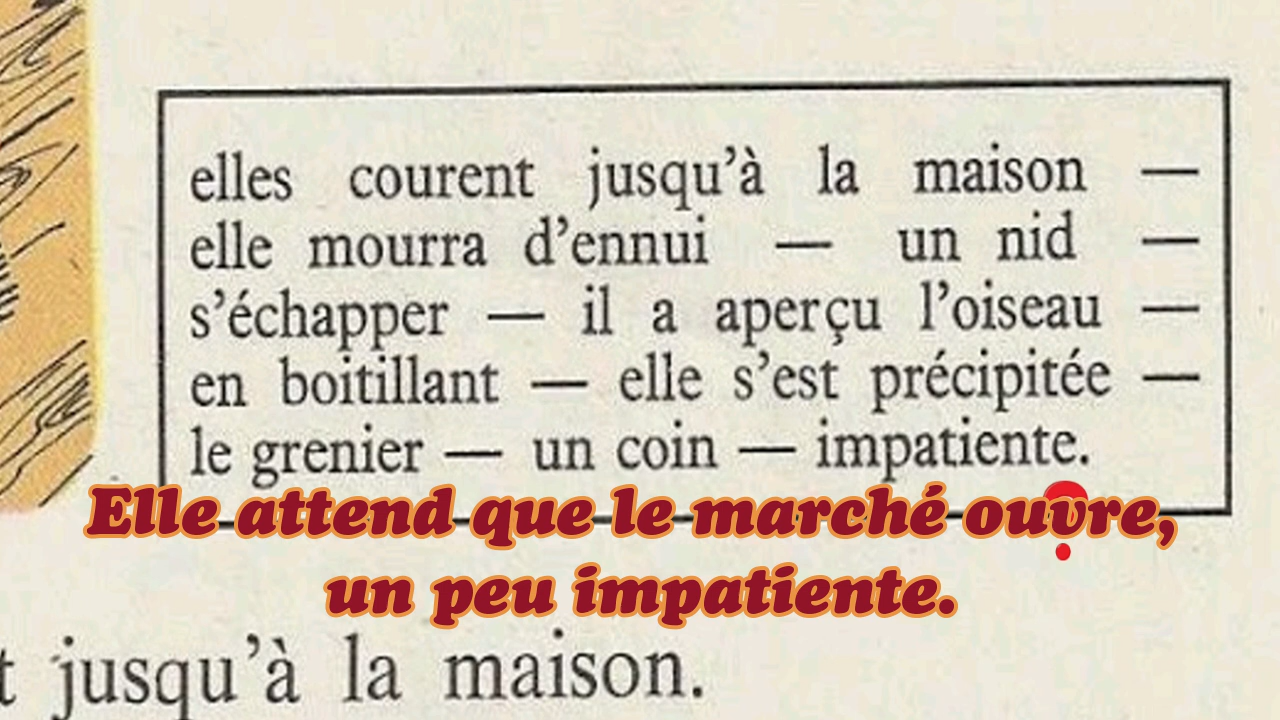 elles courent jusqu'à la maison —
elle mourra d'ennui — un nid —
s'échapper — il a aperçu l'oiseau —
en boitillant — elle s'est précipitée —
le grenier — un coin — impatiente.
Elle attend que le marché ouvre,
un peu impatiente.
t jusqu'à la maison.